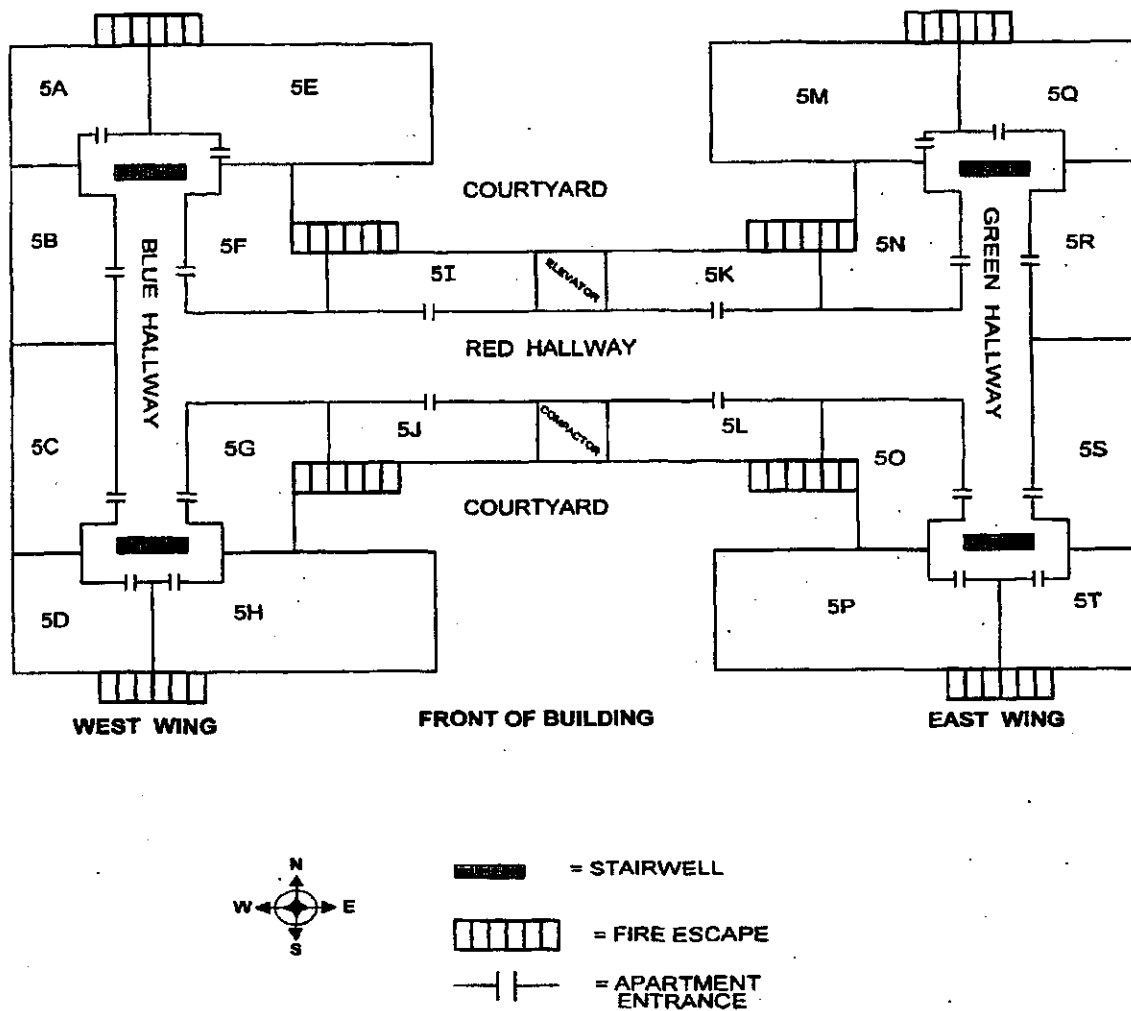 5A
5E
5M
5Q
COURTYARD
5B
BLUE HALLWAY
5F
5I
ELEVATOR
5K
5N
GREEN HALLWAY
5R
RED HALLWAY
5C
5G
5J
COMPACTOR
5L
5O
5S
COURTYARD
5D
5H
5P
5T
WEST WING
FRONT OF BUILDING
EAST WING
N
W E
S
= STAIRWELL
= FIRE ESCAPE
= APARTMENT
ENTRANCE